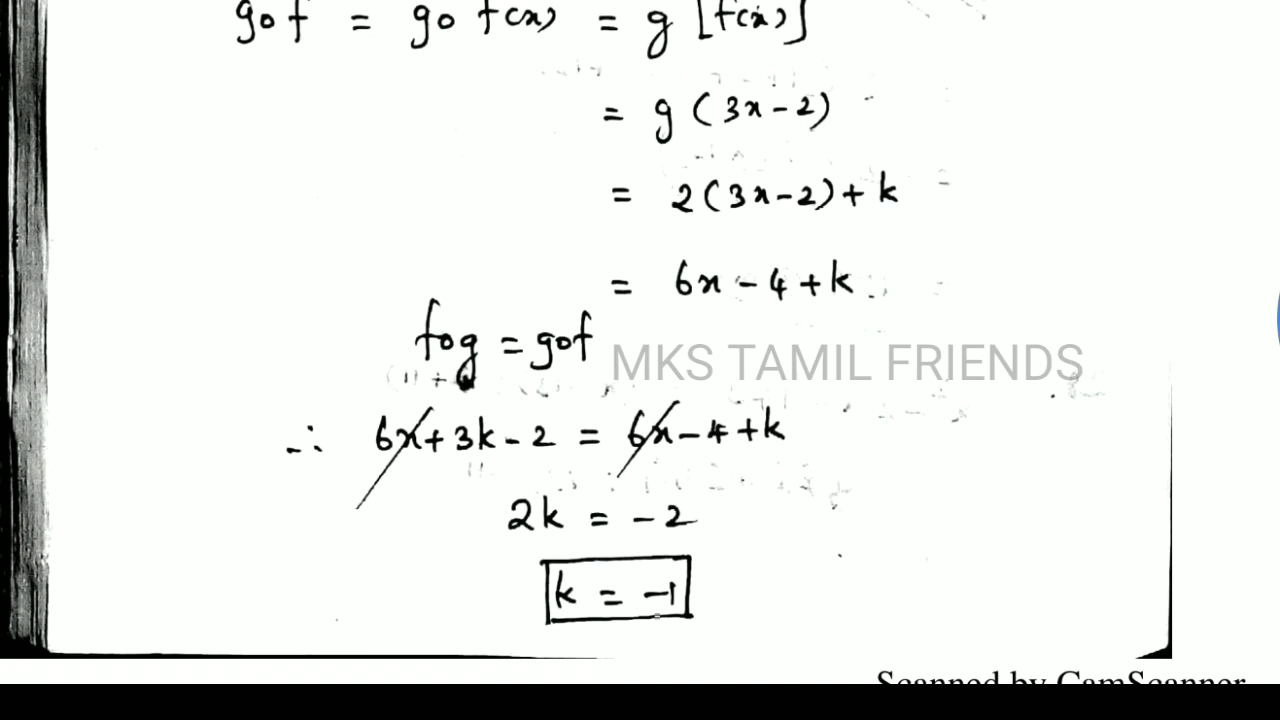 gof = go f(x) = g [f(x)]
= g (3x - 2)
= 2(3x - 2) + k
= 6x - 4 + k
fog = gof
MKS TAMIL FRIENDS
∴ 6x + 3k - 2 = 6x - 4 + k
2k = -2
k = -1
Scanned by CamScanner